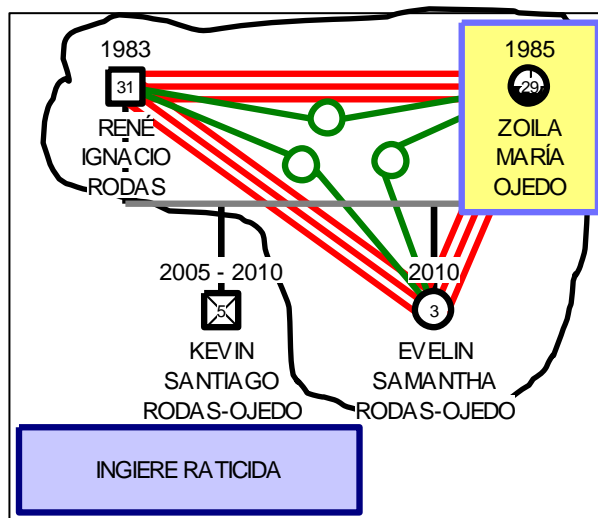 1983
1985
31
29
RENÉ
IGNACIO
RODAS
ZOILA
MARÍA
OJEDO
2005 - 2010
2010
5
3
KEVIN
SANTIAGO
RODAS-OJEDO
EVELIN
SAMANTHA
RODAS-OJEDO
INGIERE RATICIDA